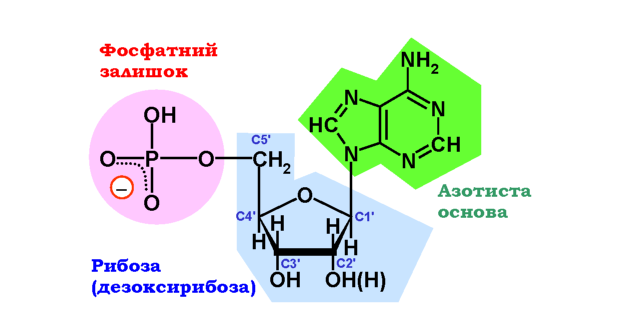 Фосфатний
залишок
NH₂
OH
N
N
HC
CH
N
N
C5'
O
P
O
CH₂
O
Азотиста
основа
O
C4'
H
H
H
H
C1'
C3'
C2'
OH
OH(H)
Рибоза
(дезоксирибоза)